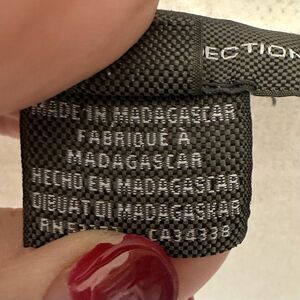 ECTION
MADE IN MADAGASCAR
FABRIQUÉ À
MADAGASCAR
HECHO EN MADAGASCAR
DIBUAT DI MADAGASKAR
CA34338